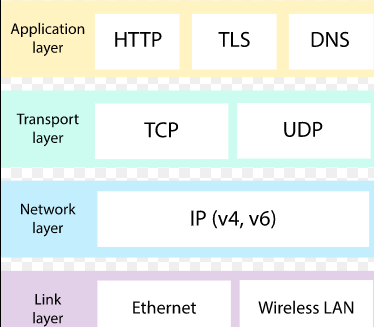 Application
layer
HTTP
TLS
DNS
Transport
layer
TCP
UDP
Network
layer
IP (v4, v6)
Link
layer
Ethernet
Wireless LAN